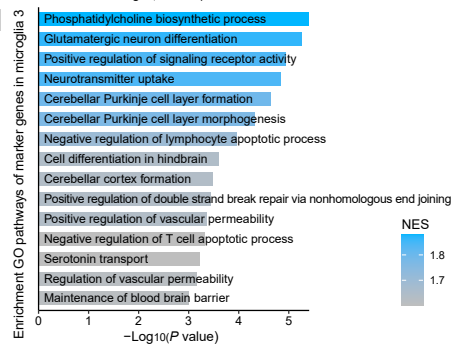 Enrichment GO pathways of marker genes in microglia 3
Phosphatidylcholine biosynthetic process
Glutamatergic neuron differentiation
Positive regulation of signaling receptor activity
Neurotransmitter uptake
Cerebellar Purkinje cell layer formation
Cerebellar Purkinje cell layer morphogenesis
Negative regulation of lymphocyte apoptotic process
Cell differentiation in hindbrain
Cerebellar cortex formation
Positive regulation of double strand break repair via nonhomologous end joining
Positive regulation of vascular permeability
Negative regulation of T cell apoptotic process
Serotonin transport
Regulation of vascular permeability
Maintenance of blood brain barrier
0 1 2 3 4 5
−Log10(P value)
NES
1.8
1.7